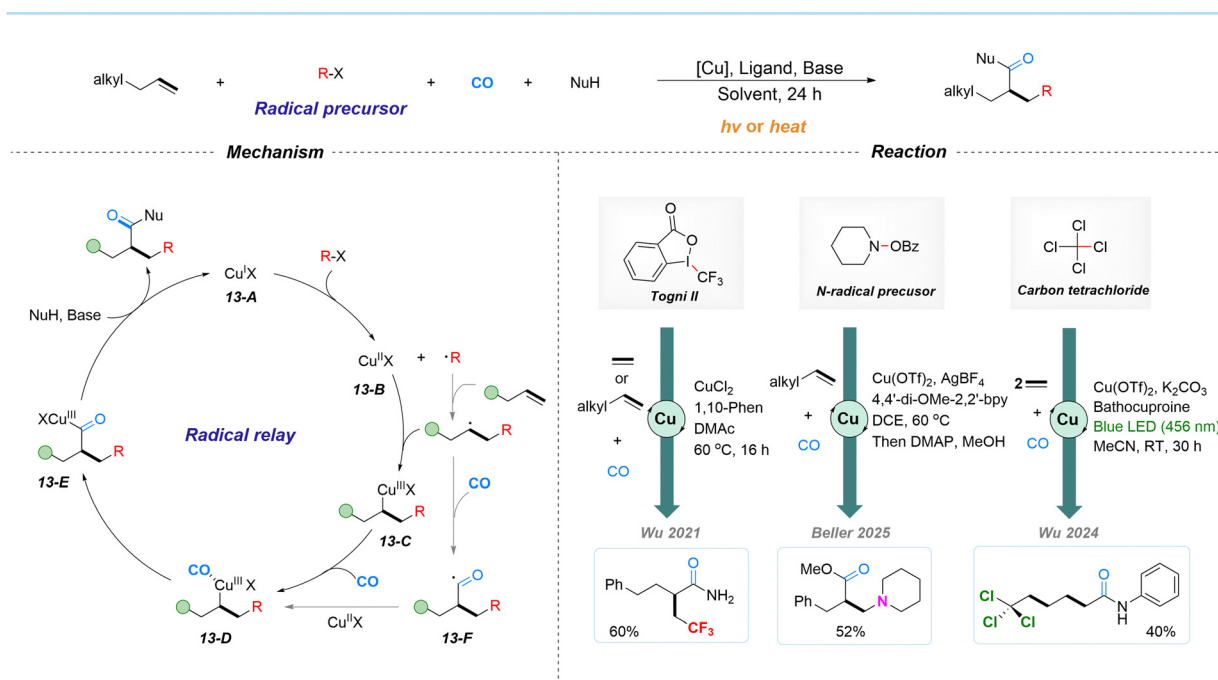 alkyl
+
R-X
+
CO
+
NuH
[Cu], Ligand, Base
Solvent, 24 h
Radical precursor
hv or heat
Nu
O
alkyl
R
Mechanism
Reaction
O
Nu
R
CuᴵX
13-A
R-X
NuH, Base
CuᴵᴵX
+
·R
13-B
XCuᴵᴵᴵ
O
R
13-E
Radical relay
R
CuᴵᴵᴵX
R
13-C
CO
CO
CO
CuᴵᴵᴵX
R
13-D
CuᴵᴵX
O
R
13-F
O
O
I
CF₃
Togni II
N
OBz
N-radical precusor
Cl
Cl
Cl
Cl
Carbon tetrachloride
or
alkyl
+
CO
Cu
CuCl₂
1,10-Phen
DMAc
60 °C, 16 h
alkyl
+
CO
Cu
Cu(OTf)₂, AgBF₄
4,4'-di-OMe-2,2'-bpy
DCE, 60 °C
Then DMAP, MeOH
2
+
CO
Cu
Cu(OTf)₂, K₂CO₃
Bathocuproine
Blue LED (456 nm)
MeCN, RT, 30 h
Wu 2021
Beller 2025
Wu 2024
O
Ph
NH₂
CF₃
60%
MeO
O
Ph
N
52%
Cl
Cl
Cl
O
N
H
40%